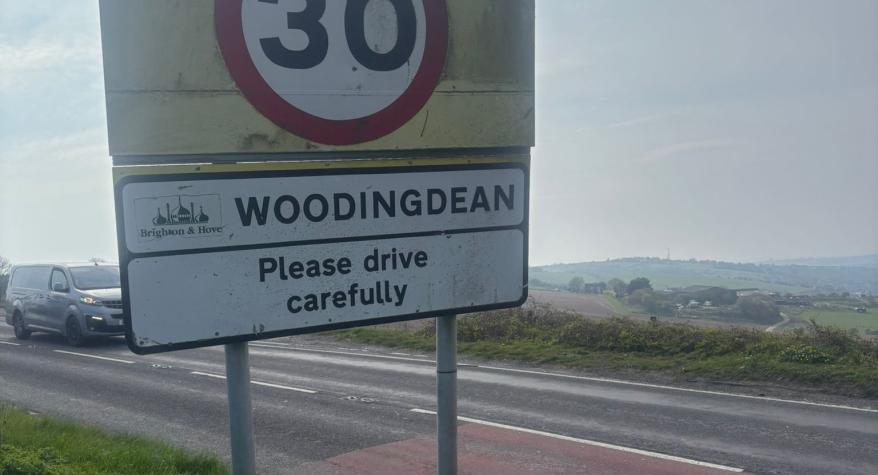 30
WOODINGDEAN
Brighton & Hove
Please drive
carefully